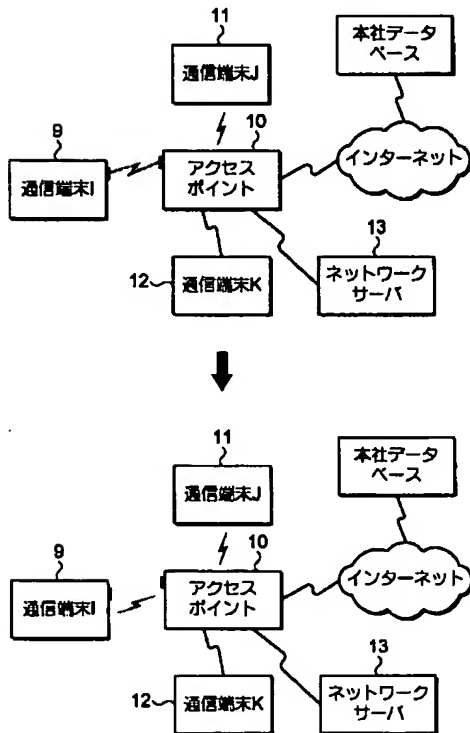 11
通信端末J
本社データ
ベース
9
10
通信端末I
アクセス
ポイント
インターネット
13
12
通信端末K
ネットワーク
サーバ
11
通信端末J
本社データ
ベース
9
10
通信端末I
アクセス
ポイント
インターネット
13
12
通信端末K
ネットワーク
サーバ